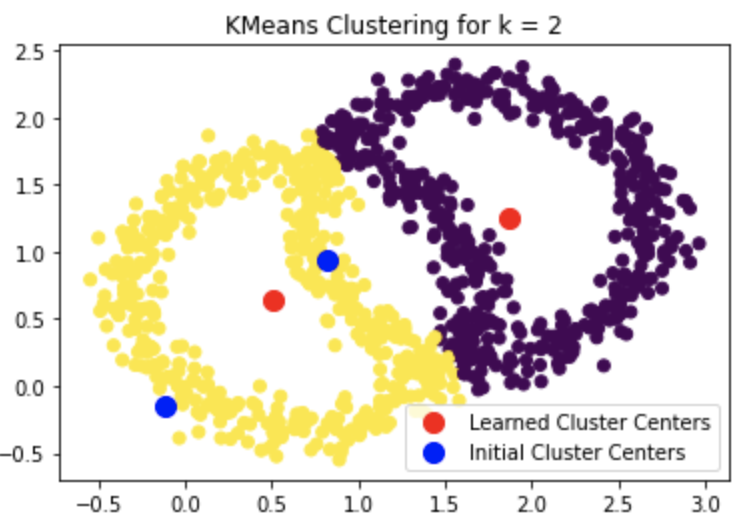 KMeans Clustering for k = 2
2.5
2.0
1.5
1.0
0.5
0.0
−0.5
Learned Cluster Centers
Initial Cluster Centers
−0.5 0.0 0.5 1.0 1.5 2.0 2.5 3.0